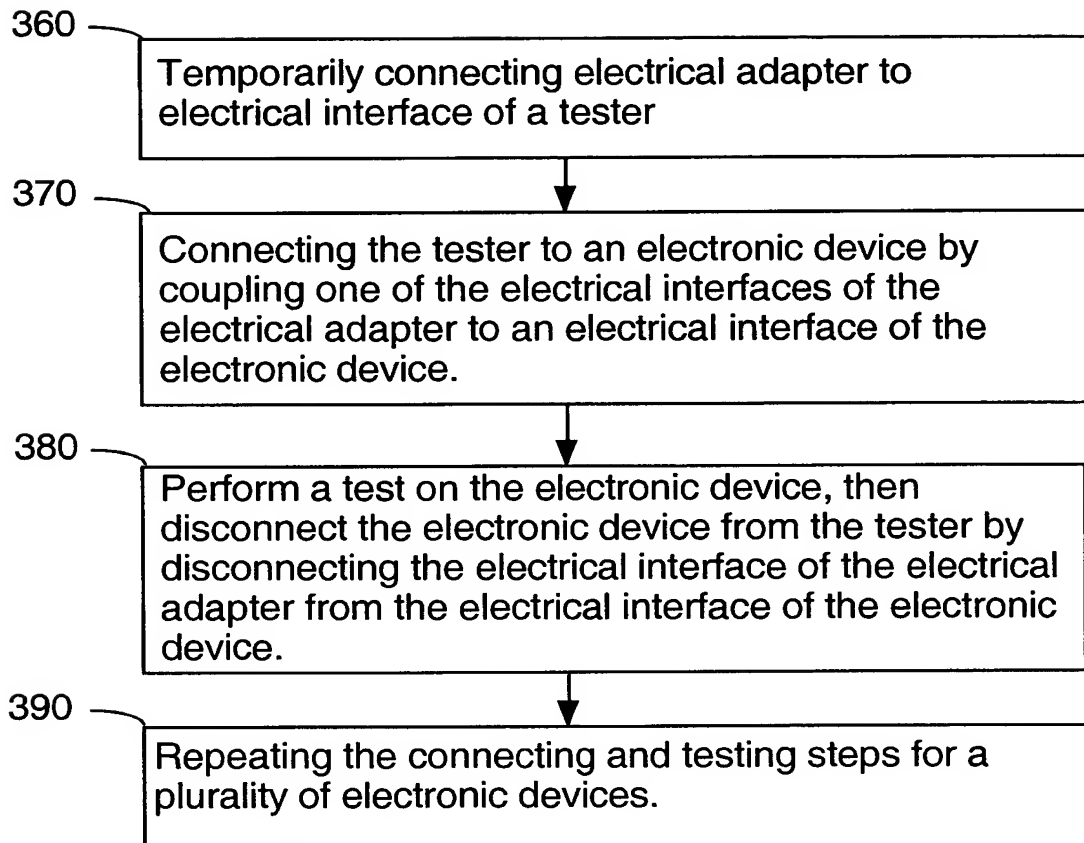 360
Temporarily connecting electrical adapter to
electrical interface of a tester
370
Connecting the tester to an electronic device by
coupling one of the electrical interfaces of the
electrical adapter to an electrical interface of the
electronic device.
380
Perform a test on the electronic device, then
disconnect the electronic device from the tester by
disconnecting the electrical interface of the electrical
adapter from the electrical interface of the electronic
device.
390
Repeating the connecting and testing steps for a
plurality of electronic devices.